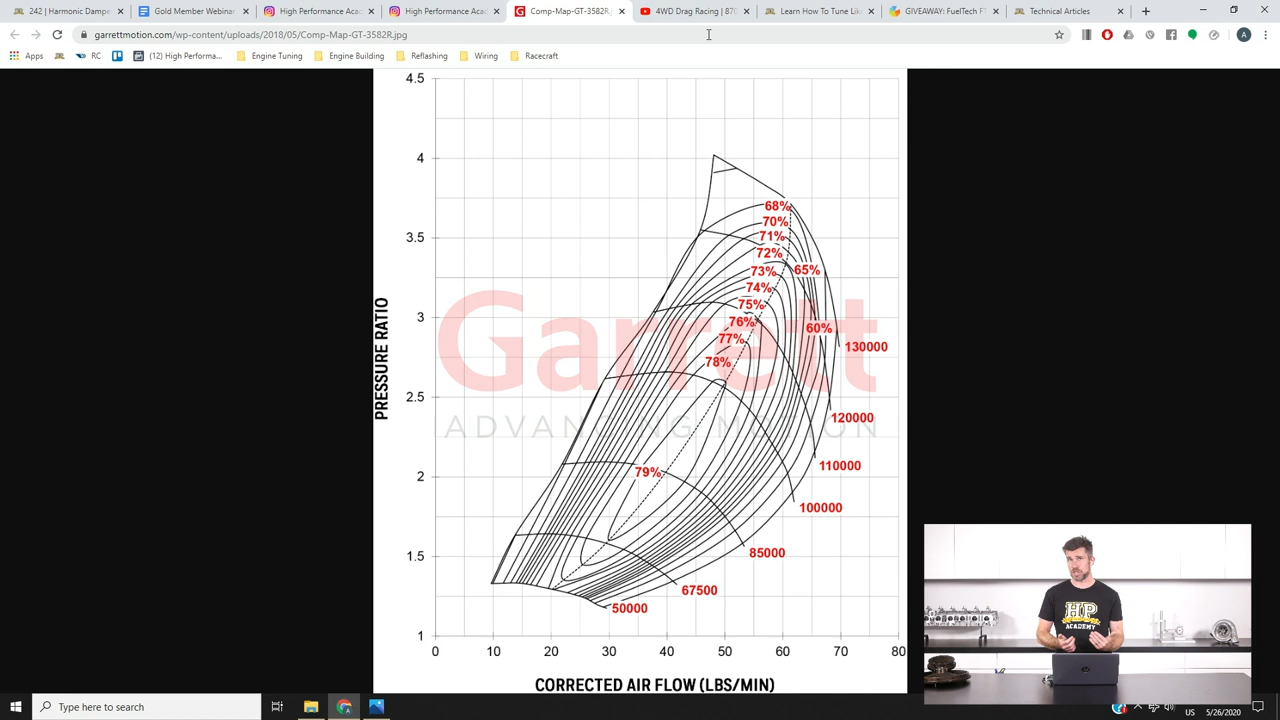 242 | Harmonic Dampe
Gold Member Webinar
High Performance Acad
High Performance Acad
Comp-Map-GT-3582R.j
4WD Drag Racing | 87
Learn How To Tune Like
GIVEAWAY: FuelTech FT
Technical Articles
garrettmotion.com/wp-content/uploads/2018/05/Comp-Map-GT-3582R.jpg
A
Apps
RC
(12) High Performa...
Engine Tuning
Engine Building
Reflashing
Wiring
Racecraft
4.5
4
3.5
3
2.5
2
1.5
1
PRESSURE RATIO
68%
70%
71%
72%
73%
65%
74%
75%
76%
60%
77%
78%
79%
130000
120000
110000
100000
85000
67500
50000
Garrett
ADVANCING MOTION
0 10 20 30 40 50 60 70 80
CORRECTED AIR FLOW (LBS/MIN)
HP
ACADEMY
Type here to search
US
5/26/2020